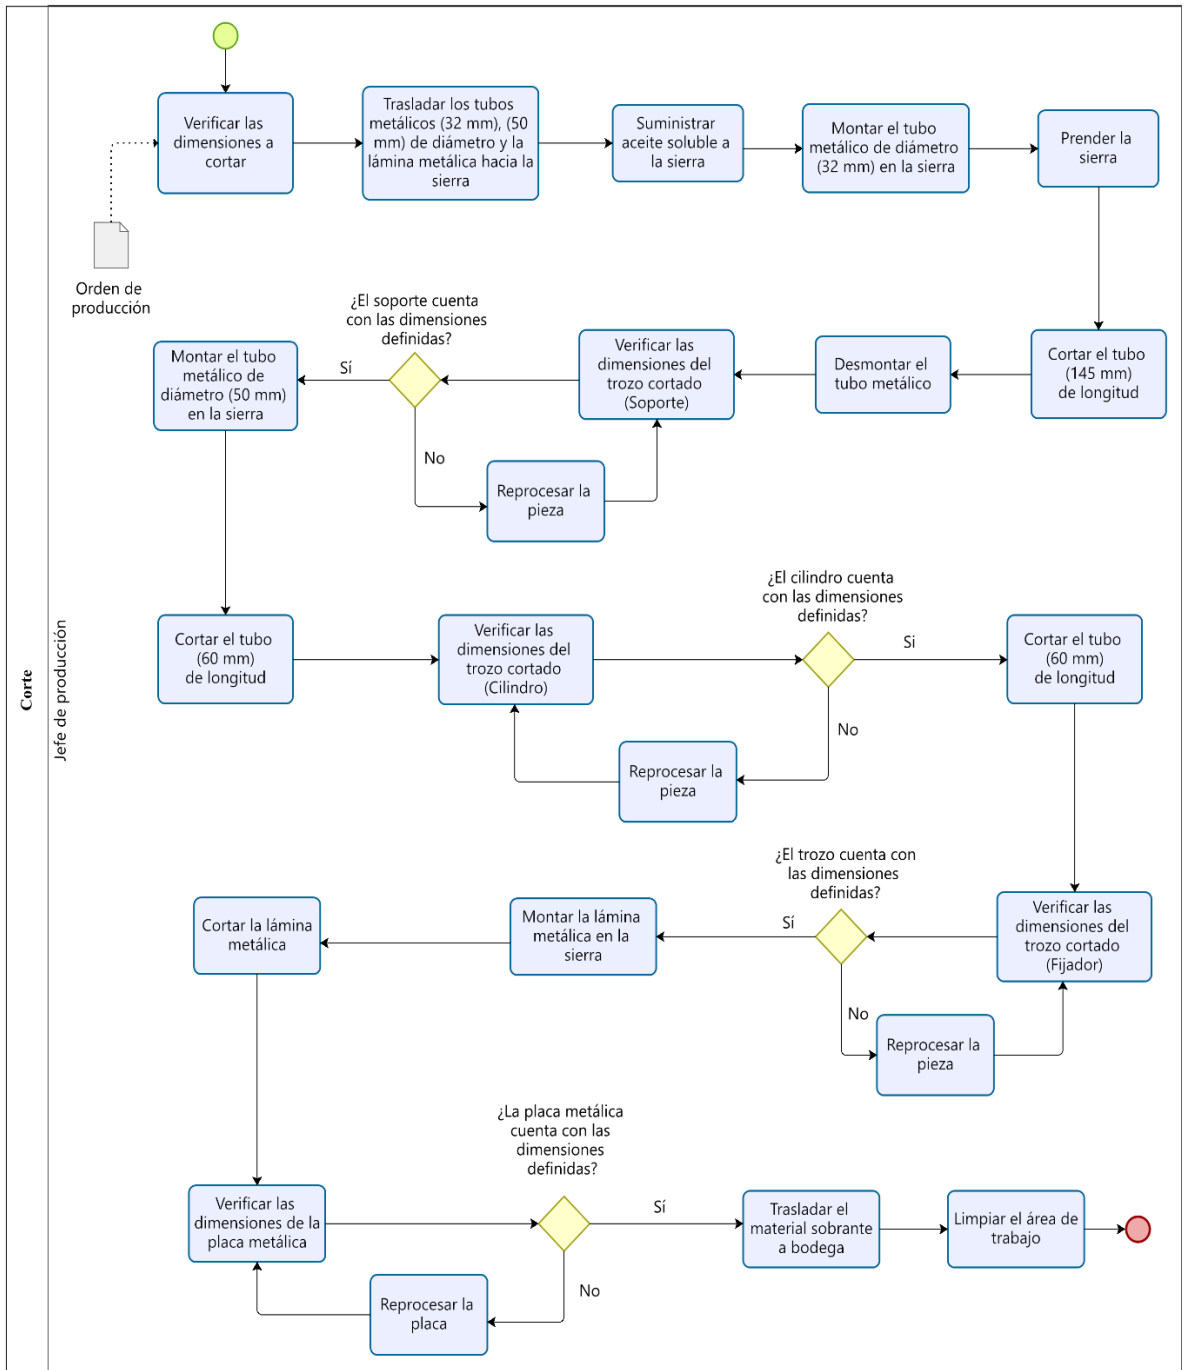 Corte
Jefe de producción
Verificar las
dimensiones a
cortar
Trasladar los tubos
metálicos (32 mm), (50
mm) de diámetro y la
lámina metálica hacia la
sierra
Suministrar
aceite soluble a
la sierra
Montar el tubo
metálico de diámetro
(32 mm) en la sierra
Prender la
sierra
Orden de
producción
Cortar el tubo
(145 mm)
de longitud
Desmontar el
tubo metálico
Verificar las
dimensiones del
trozo cortado
(Soporte)
¿El soporte cuenta
con las dimensiones
definidas?
Sí
No
Reprocesar la
pieza
Montar el tubo
metálico de
diámetro (50 mm)
en la sierra
Cortar el tubo
(60 mm)
de longitud
Verificar las
dimensiones del
trozo cortado
(Cilindro)
¿El cilindro cuenta
con las dimensiones
definidas?
Si
No
Reprocesar la
pieza
Cortar el tubo
(60 mm)
de longitud
Verificar las
dimensiones del
trozo cortado
(Fijador)
¿El trozo cuenta con
las dimensiones
definidas?
Sí
No
Reprocesar la
pieza
Montar la lámina
metálica en la
sierra
Cortar la lámina
metálica
Verificar las
dimensiones de la
placa metálica
¿La placa metálica
cuenta con las
dimensiones
definidas?
Sí
No
Reprocesar la
placa
Trasladar el
material sobrante
a bodega
Limpiar el área de
trabajo